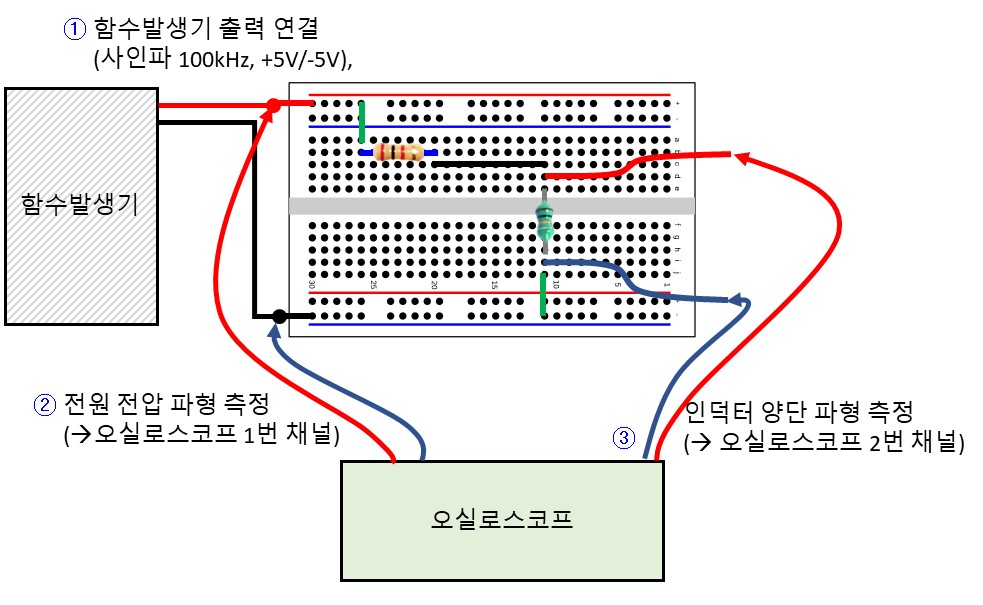 ① 함수발생기 출력 연결
(사인파 100kHz, +5V/-5V),
함수발생기
+
-
a
b
c
d
e
f
g
h
i
j
30
25
20
15
10
5
1
+
-
② 전원 전압 파형 측정
(→오실로스코프 1번 채널)
③ 인덕터 양단 파형 측정
(→ 오실로스코프 2번 채널)
오실로스코프